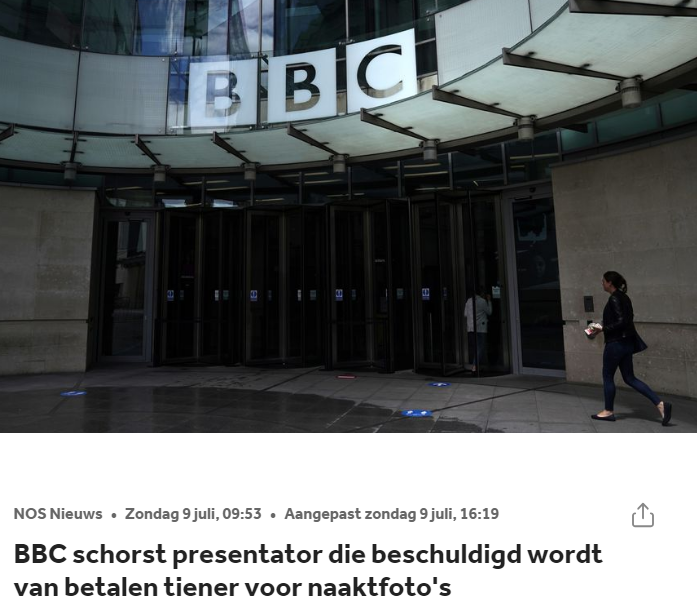 BBC
NOS Nieuws • Zondag 9 juli, 09:53 • Aangepast zondag 9 juli, 16:19
BBC schorst presentator die beschuldigd wordt
van betalen tiener voor naaktfoto's